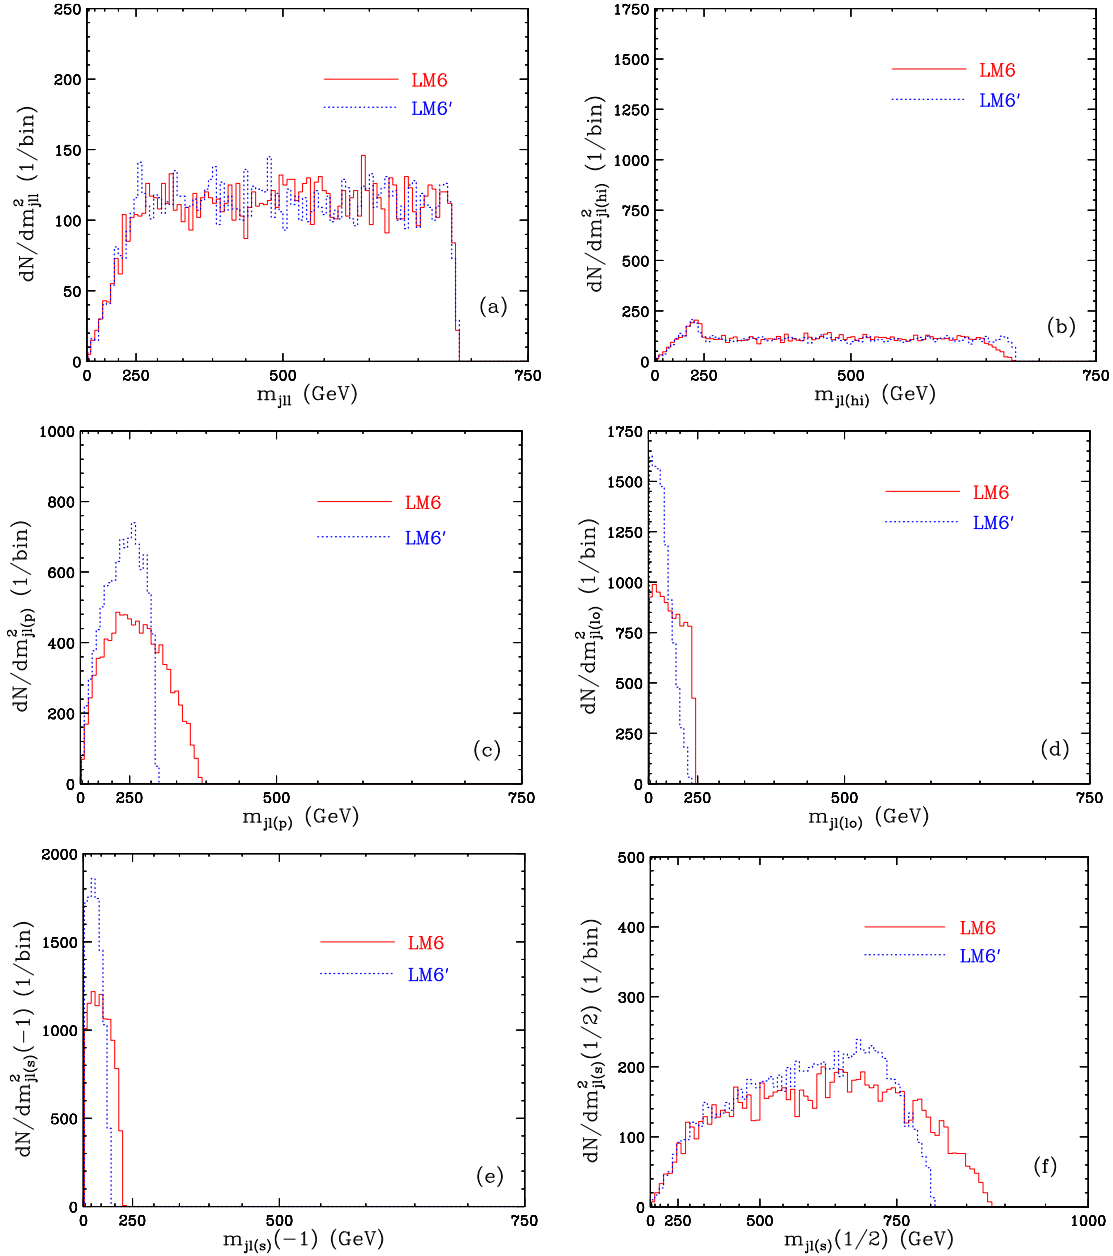 250
200
150
100
50
0
dN/dm²jll (1/bin)
LM6
LM6′
(a)
0 250 500 750
mjll (GeV)
1750
1500
1250
1000
750
500
250
0
dN/dm²jl(hi) (1/bin)
LM6
LM6′
(b)
0 250 500 750
mjl(hi) (GeV)
1000
800
600
400
200
0
dN/dm²jl(p) (1/bin)
LM6
LM6′
(c)
0 250 500 750
mjl(p) (GeV)
1750
1500
1250
1000
750
500
250
0
dN/dm²jl(lo) (1/bin)
LM6
LM6′
(d)
0 250 500 750
mjl(lo) (GeV)
2000
1500
1000
500
0
dN/dm²jl(s)(−1) (1/bin)
LM6
LM6′
(e)
0 250 500 750
mjl(s)(−1) (GeV)
500
400
300
200
100
0
dN/dm²jl(s)(1/2) (1/bin)
LM6
LM6′
(f)
0 250 500 750 1000
mjl(s)(1/2) (GeV)